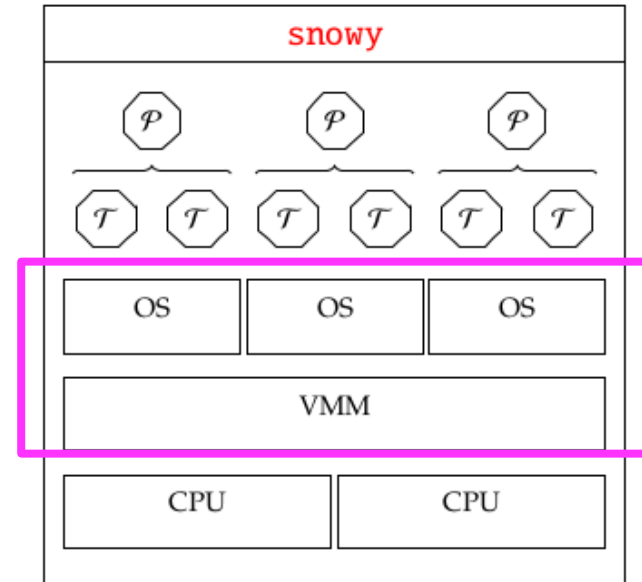 snowy
𝒫 𝒫 𝒫
𝒯 𝒯 𝒯 𝒯 𝒯 𝒯
OS OS OS
VMM
CPU CPU